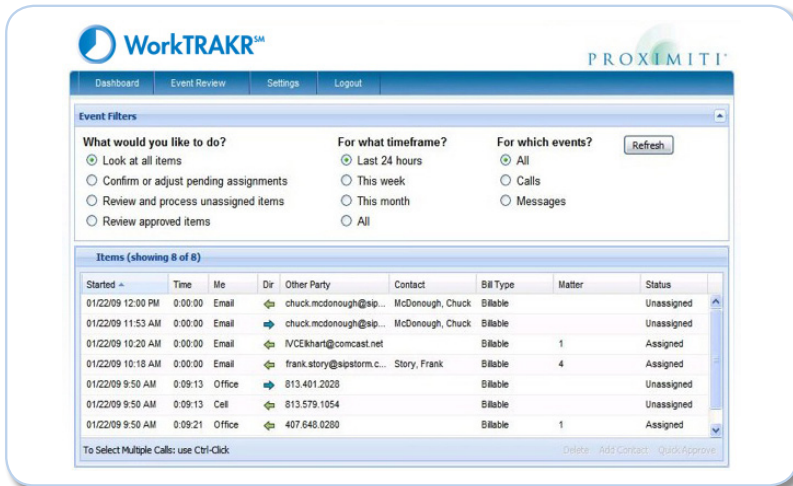 WorkTRAKR℠
PROXIMITI
Dashboard Event Review Settings Logout
Event Filters
What would you like to do? For what timeframe? For which events? Refresh
Look at all items Last 24 hours All
Confirm or adjust pending assignments This week Calls
Review and process unassigned items This month Messages
Review approved items All
Items (showing 8 of 8)
Started Time Me Dir Other Party Contact Bill Type Matter Status
01/22/09 12:00 PM 0:00:00 Email chuck.mcdonough@sip... McDonough, Chuck Billable Unassigned
01/22/09 11:53 AM 0:00:00 Email chuck.mcdonough@sip... McDonough, Chuck Billable Unassigned
01/22/09 10:20 AM 0:00:00 Email IVCElkhart@comcast.net Billable 1 Assigned
01/22/09 10:18 AM 0:00:00 Email frank.story@sipstorm.c... Story, Frank Billable 4 Assigned
01/22/09 9:50 AM 0:09:13 Office 813.401.2028 Billable Unassigned
01/22/09 9:50 AM 0:09:13 Cell 813.579.1054 Billable Unassigned
01/22/09 9:50 AM 0:09:21 Office 407.648.0280 Billable 1 Assigned
To Select Multiple Calls: use Ctrl-Click Delete Add Contact Quick Approve